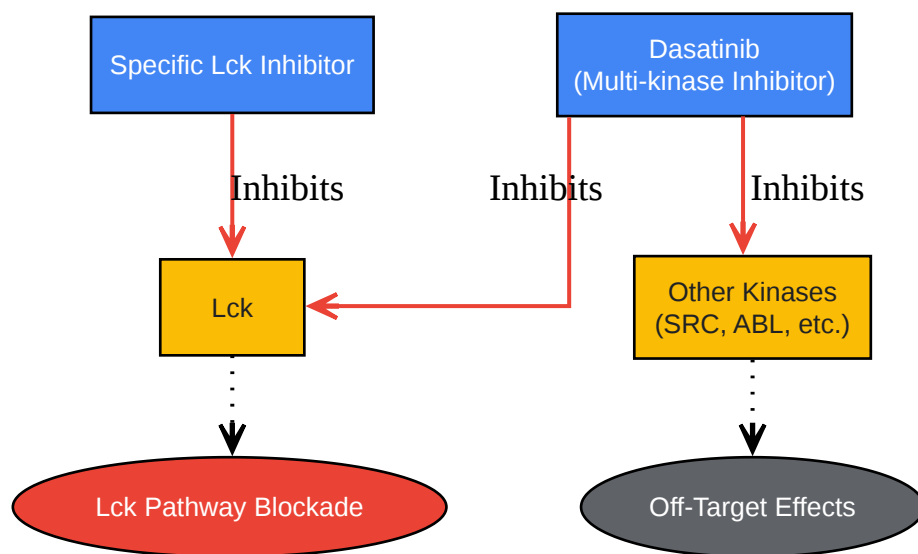 Specific Lck Inhibitor
Dasatinib
(Multi-kinase Inhibitor)
Inhibits
Inhibits
Inhibits
Lck
Other Kinases
(SRC, ABL, etc.)
Lck Pathway Blockade
Off-Target Effects